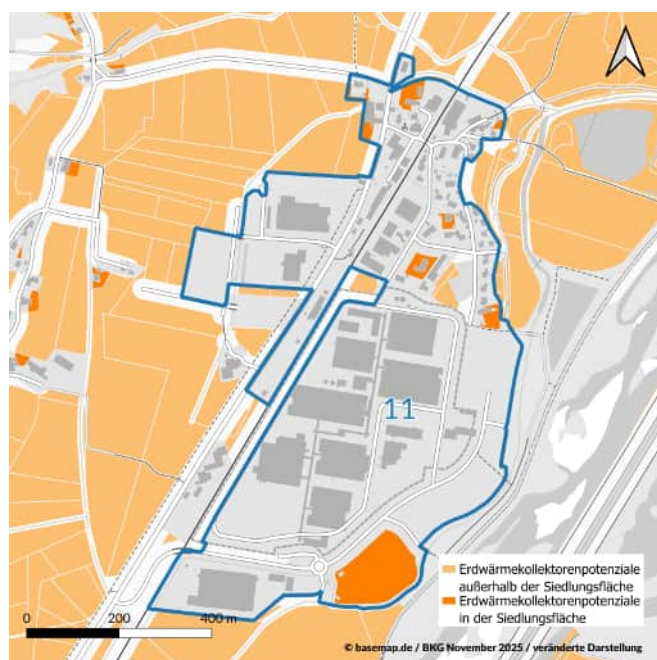 11
Erdwärmekollektorenpotenziale
außerhalb der Siedlungsfläche
Erdwärmekollektorenpotenziale
in der Siedlungsfläche
0 200 400 m
© basemap.de / BKG November 2025 / veränderte Darstellung